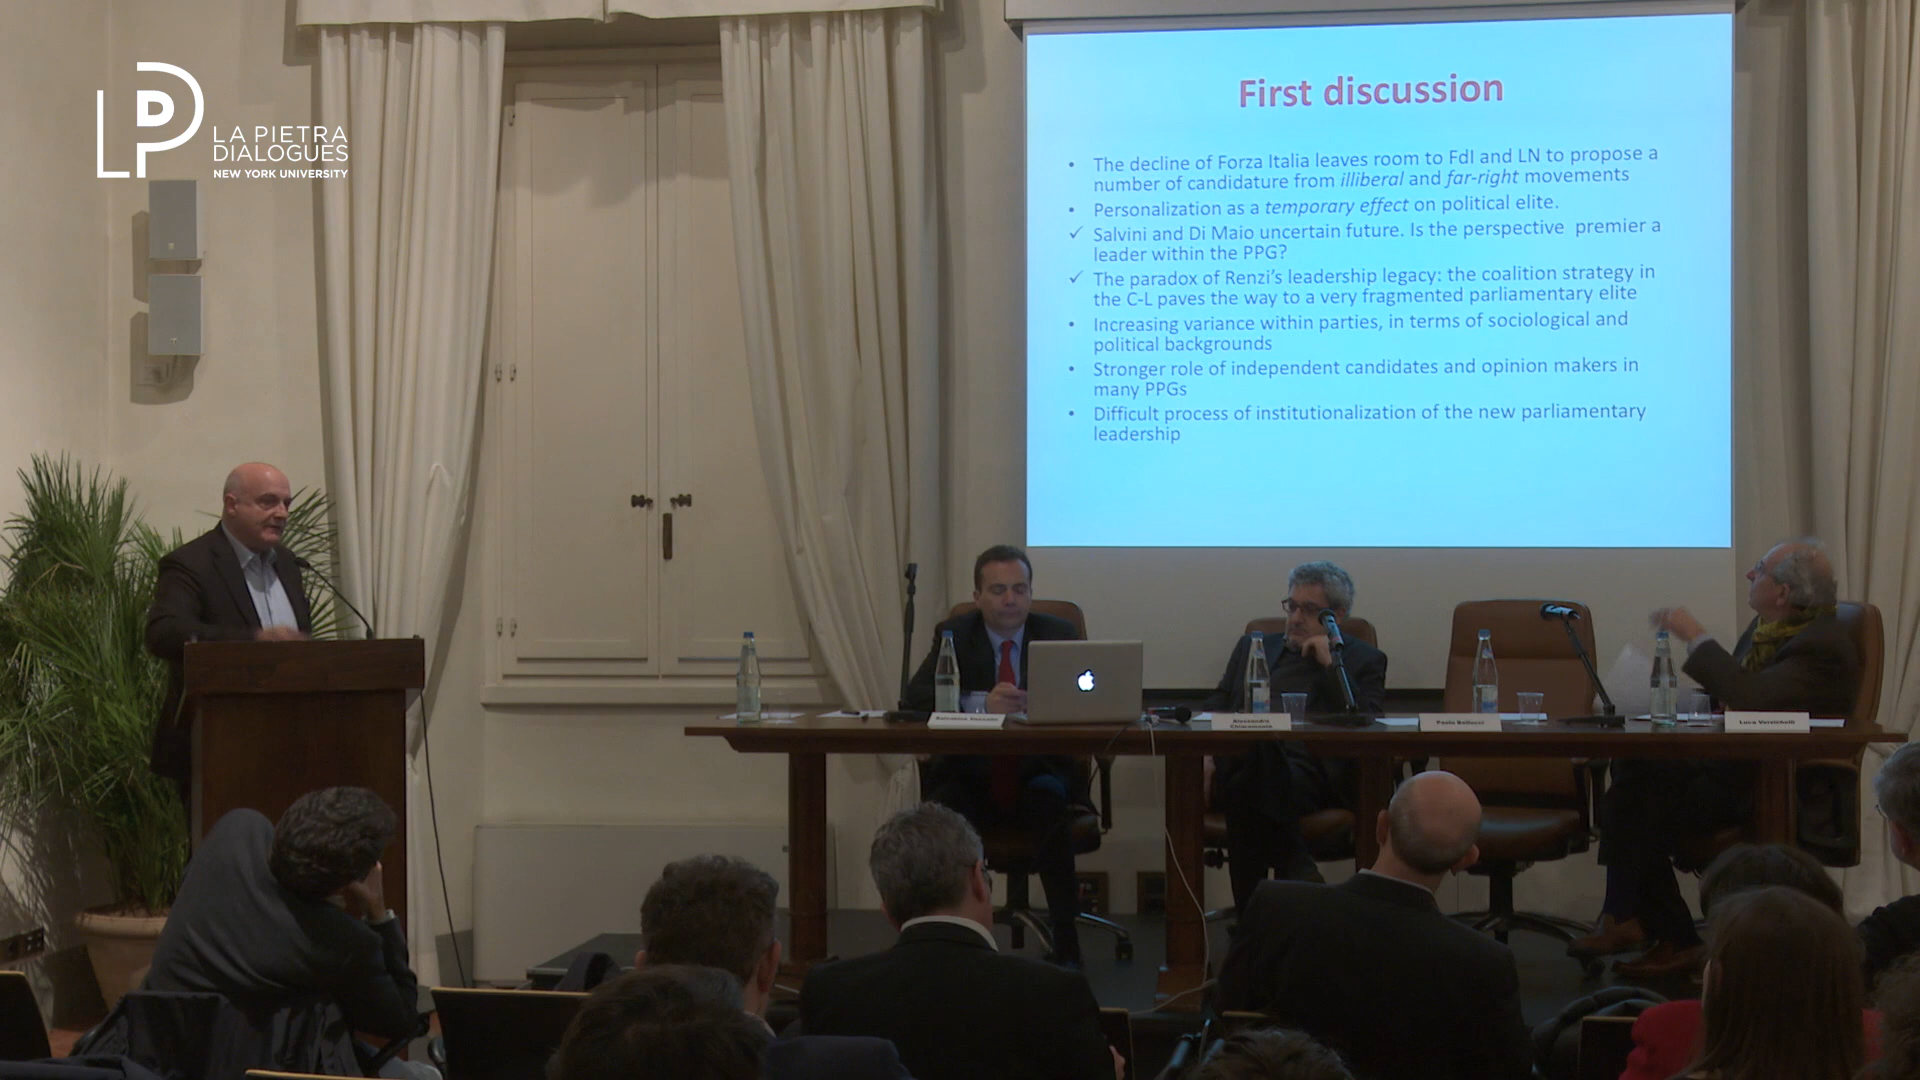 LA PIETRA
DIALOGUES
NEW YORK UNIVERSITY
First discussion
• The decline of Forza Italia leaves room to FdI and LN to propose a
number of candidature from illiberal and far-right movements
• Personalization as a temporary effect on political elite.
✓ Salvini and Di Maio uncertain future. Is the perspective premier a
leader within the PPG?
✓ The paradox of Renzi's leadership legacy: the coalition strategy in
the C-L paves the way to a very fragmented parliamentary elite
• Increasing variance within parties, in terms of sociological and
political backgrounds
• Stronger role of independent candidates and opinion makers in
many PPGs
• Difficult process of institutionalization of the new parliamentary
leadership
Alessandro
Chiaramonte
Paolo Bellucci
Luca Verzichelli